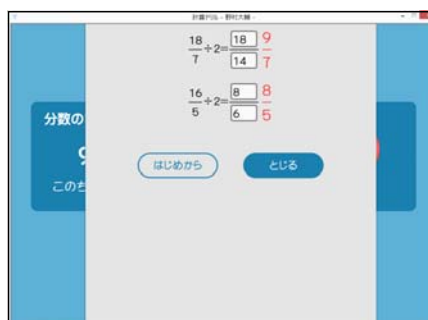 計算ドリル - 野村大輔 -
18/7 ÷2= 18/14 9/7
16/5 ÷2= 8/6 8/5
分数の
9
このち
はじめから
とじる